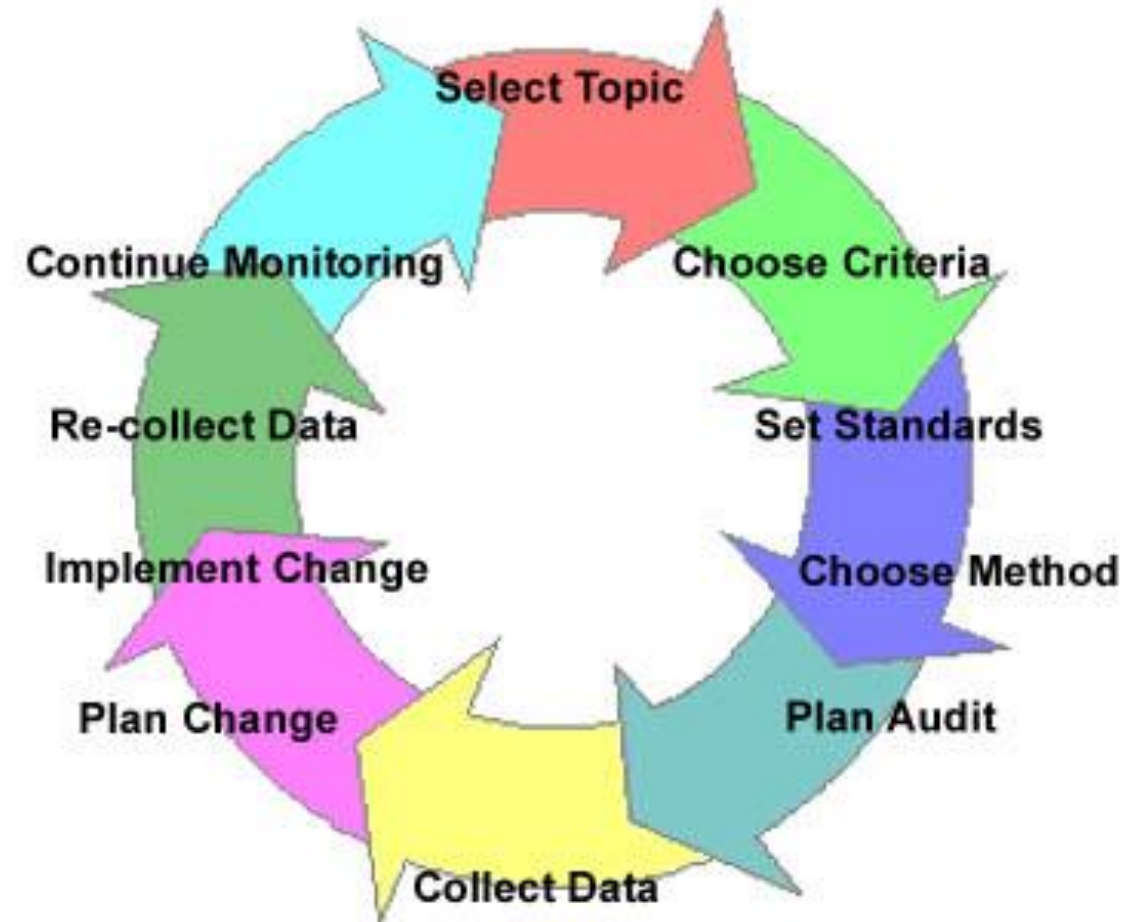 Select Topic
Choose Criteria
Set Standards
Choose Method
Plan Audit
Collect Data
Plan Change
Implement Change
Re-collect Data
Continue Monitoring